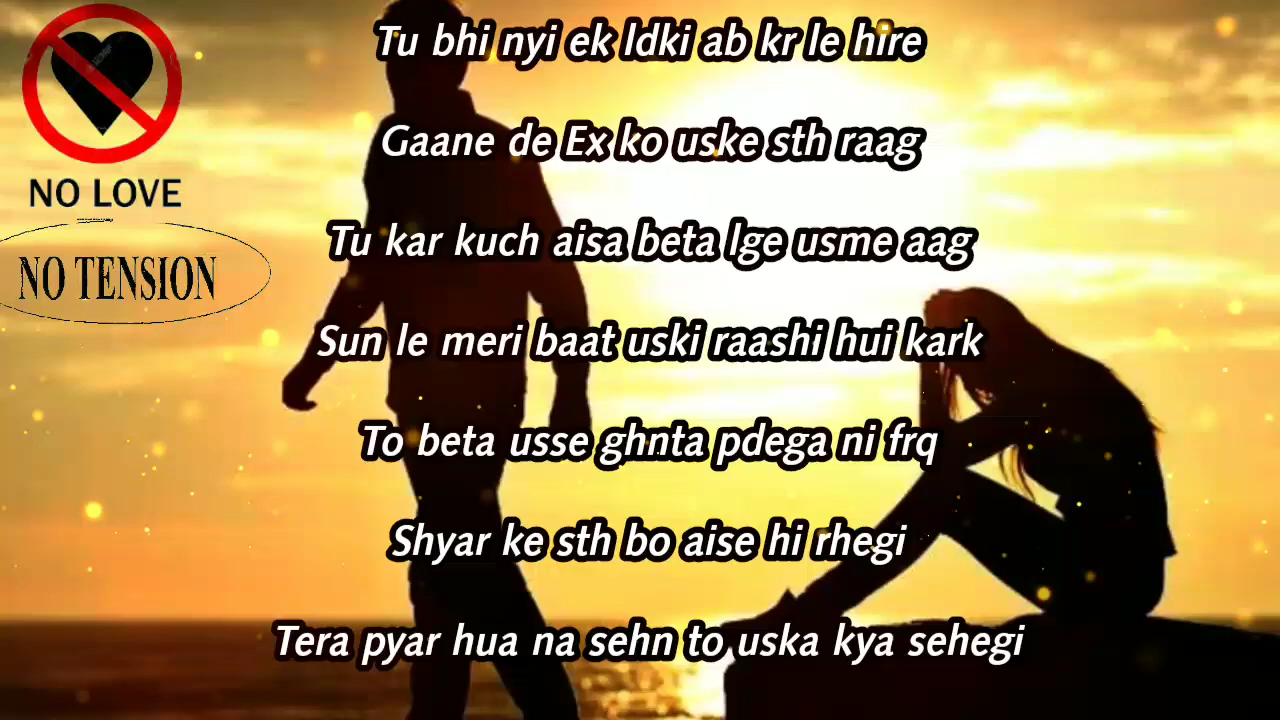 Tu bhi nyi ek ldki ab kr le hire
Gaane de Ex ko uske sth raag
NO LOVE
Tu kar kuch aisa beta lge usme aag
NO TENSION
Sun le meri baat uski raashi hui kark
To beta usse ghnta pdega ni frq
Shyar ke sth bo aise hi rhegi
Tera pyar hua na sehn to uska kya sehegi